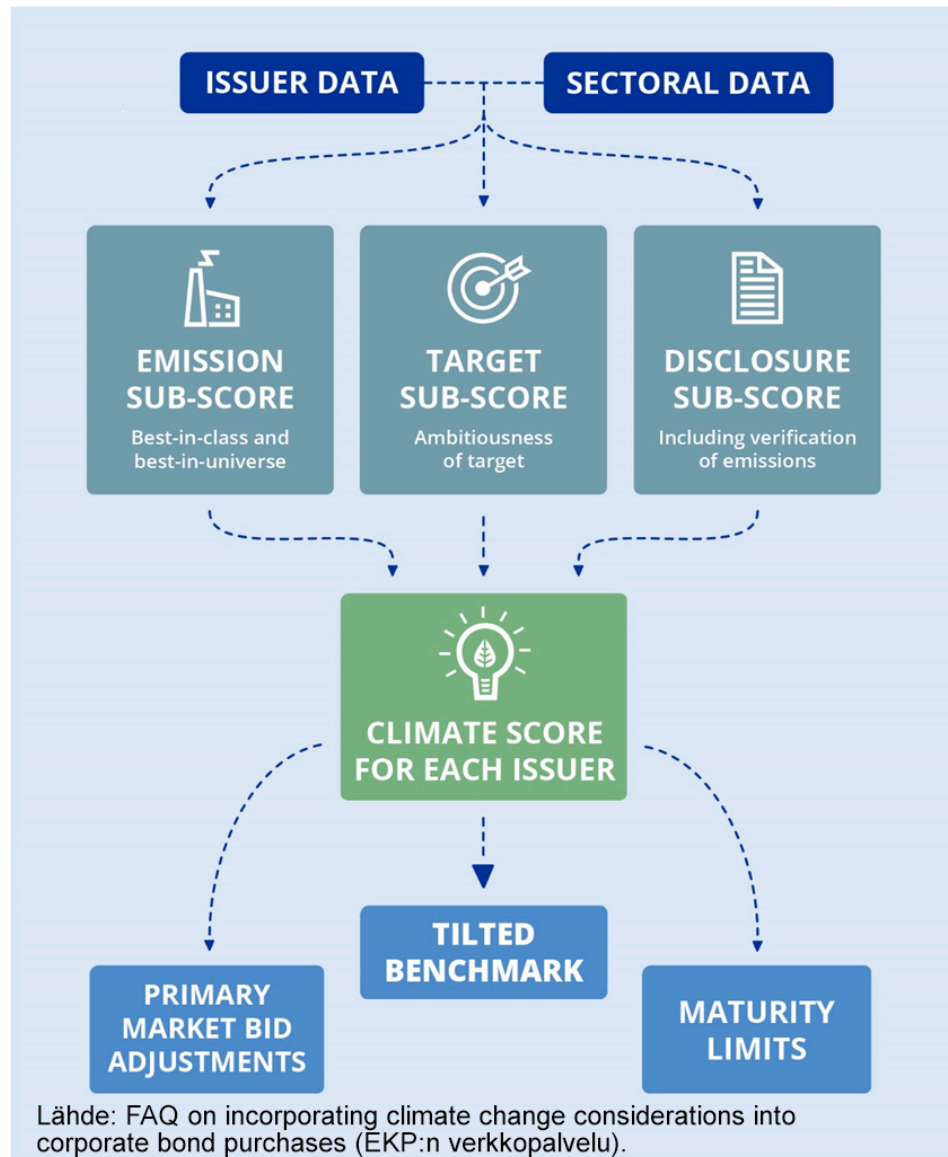 ISSUER DATA
SECTORAL DATA
EMISSION
SUB-SCORE
Best-in-class and
best-in-universe
TARGET
SUB-SCORE
Ambitiousness
of target
DISCLOSURE
SUB-SCORE
Including verification
of emissions
CLIMATE SCORE
FOR EACH ISSUER
PRIMARY
MARKET BID
ADJUSTMENTS
TILTED
BENCHMARK
MATURITY
LIMITS
Lähde: FAQ on incorporating climate change considerations into
corporate bond purchases (EKP:n verkkopalvelu).